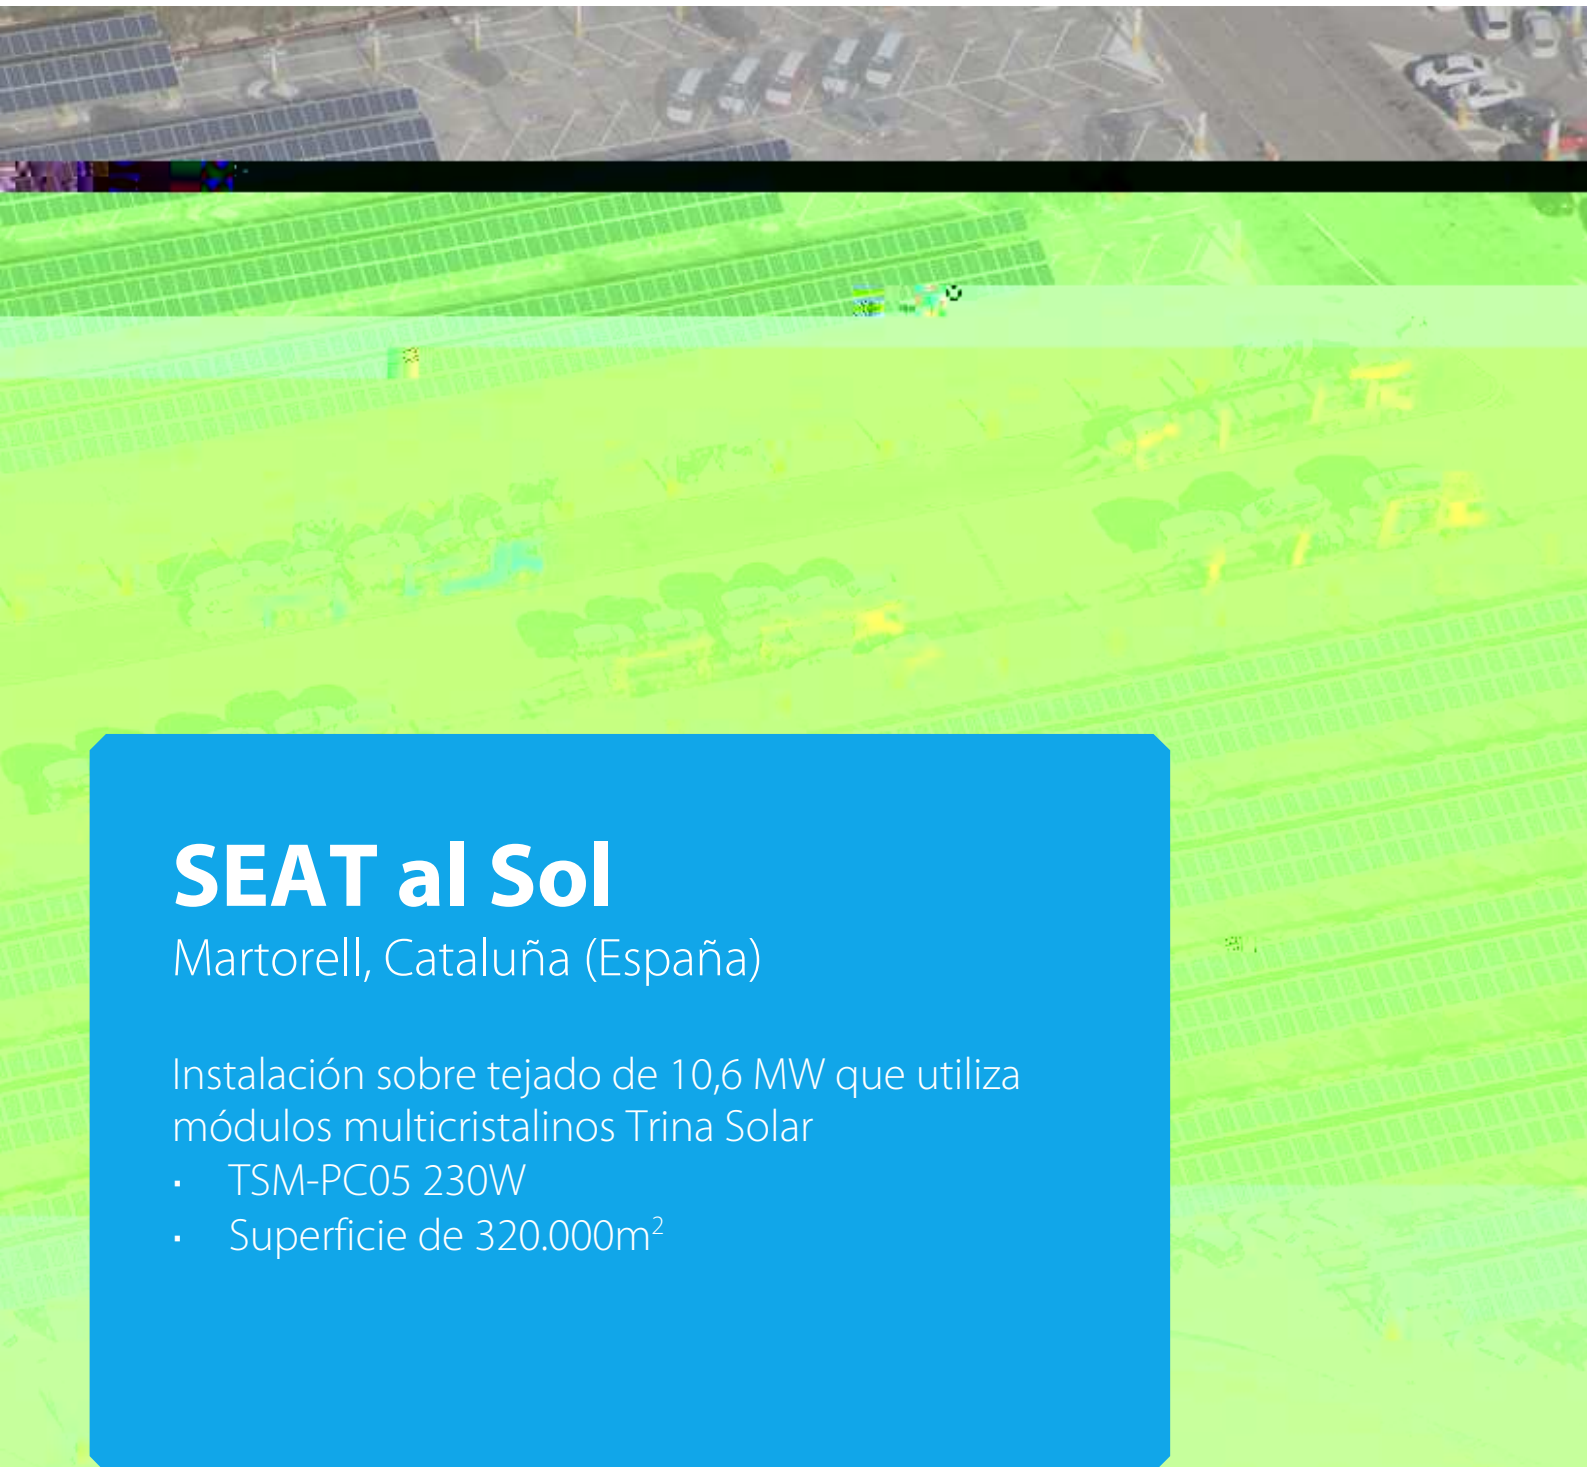 SEAT al Sol
Martorell, Cataluña (España)
Instalación sobre tejado de 10,6 MW que utiliza
módulos multicristalinos Trina Solar
· TSM-PC05 230W
· Superficie de 320.000m²